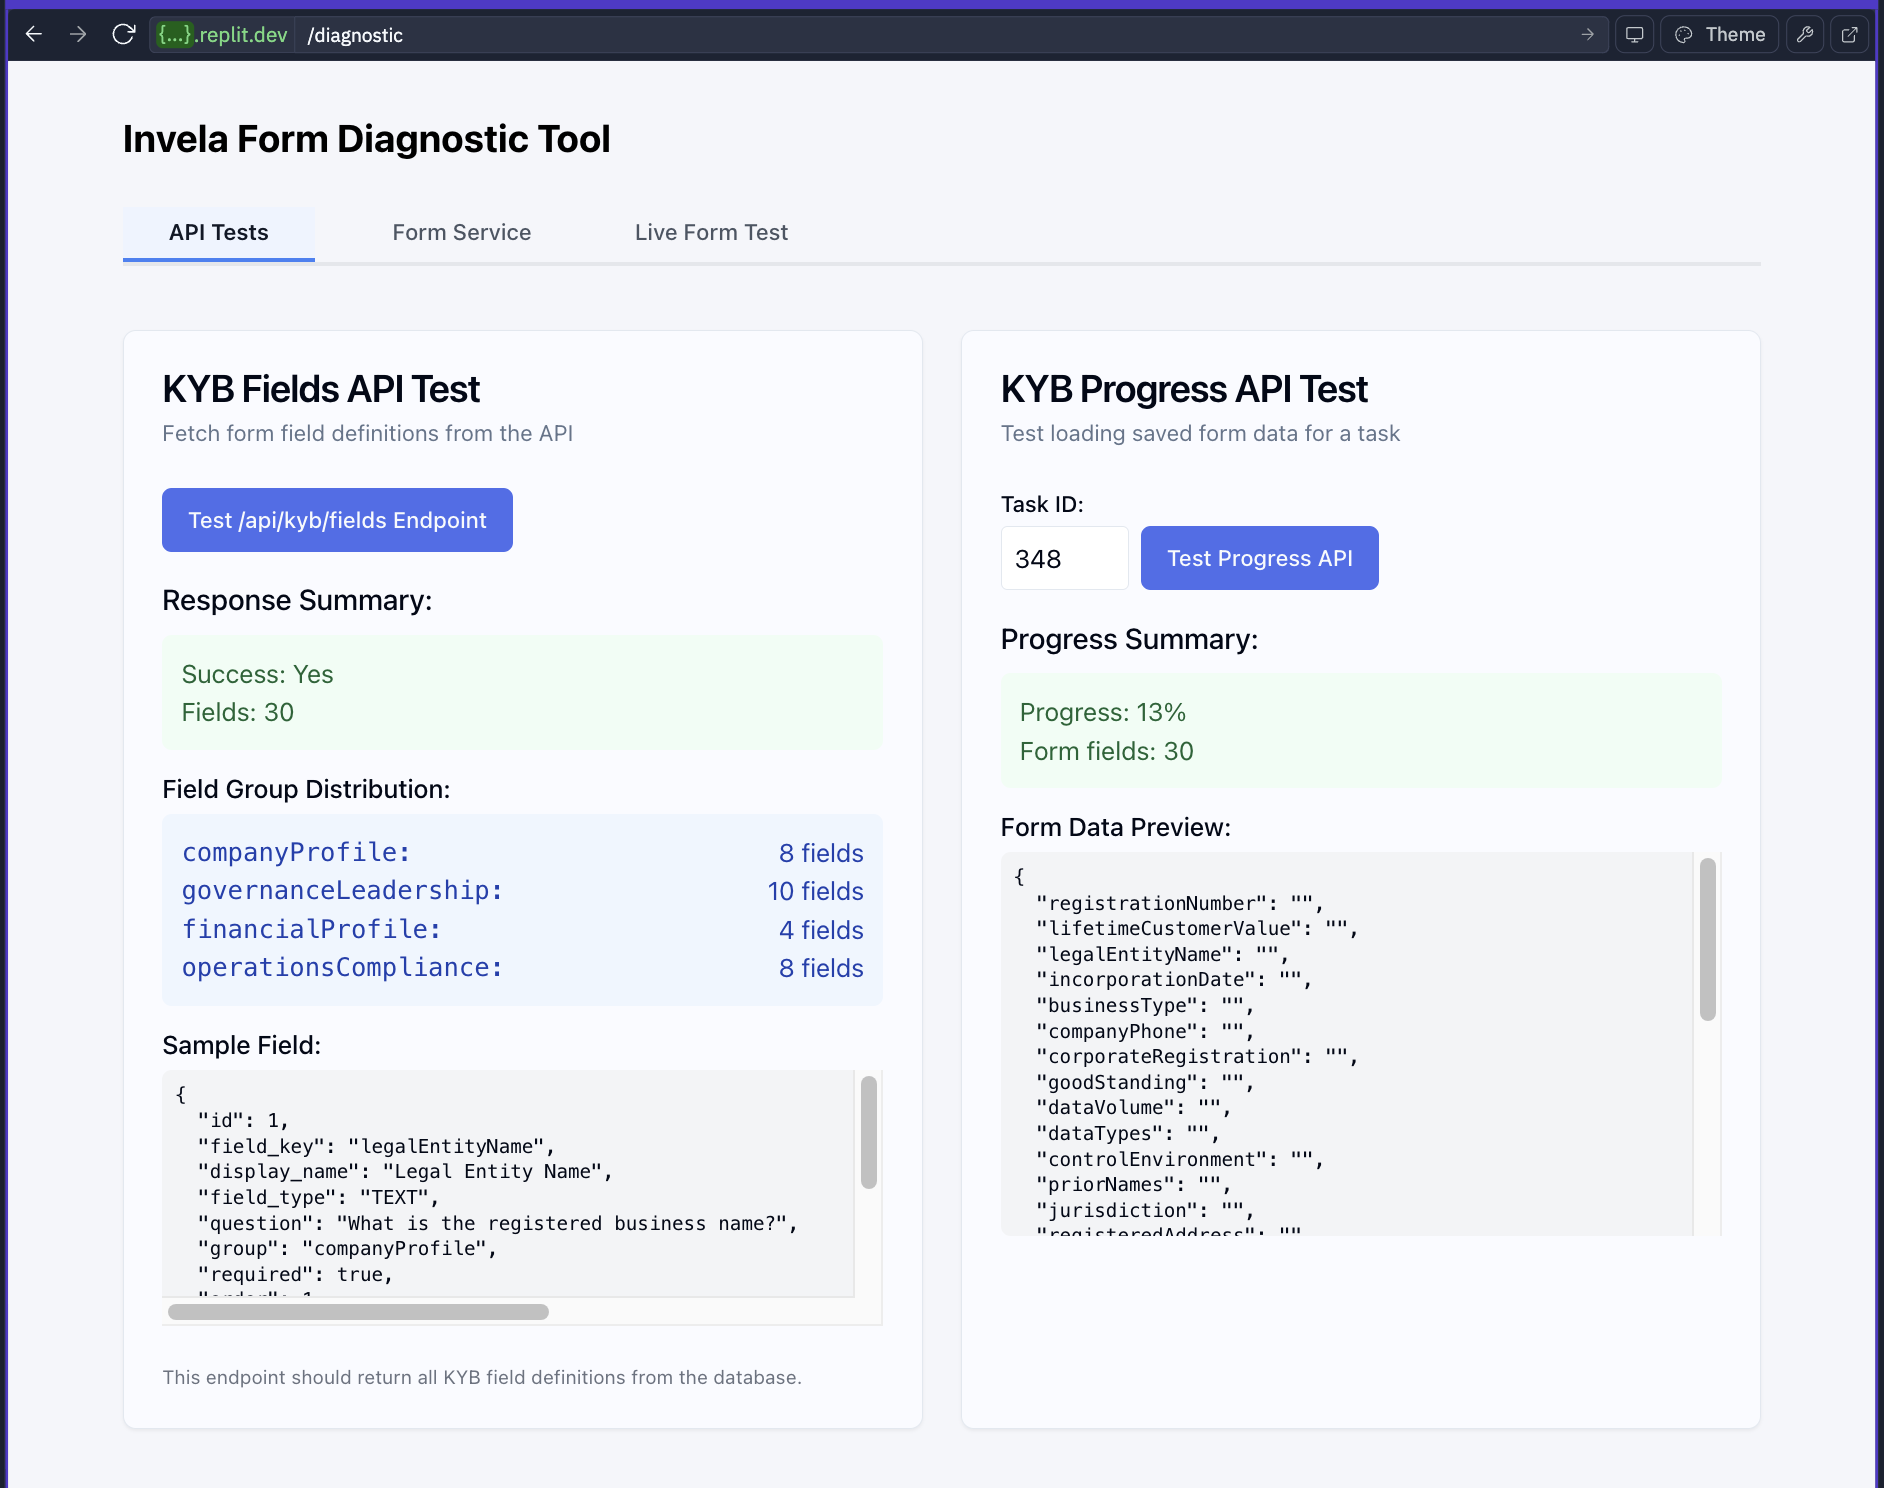 {...}.replit.dev /diagnostic
Theme
Invela Form Diagnostic Tool
API Tests
Form Service
Live Form Test
KYB Fields API Test
Fetch form field definitions from the API
Test /api/kyb/fields Endpoint
Response Summary:
Success: Yes
Fields: 30
Field Group Distribution:
companyProfile: 8 fields
governanceLeadership: 10 fields
financialProfile: 4 fields
operationsCompliance: 8 fields
Sample Field:
{
"id": 1,
"field_key": "legalEntityName",
"display_name": "Legal Entity Name",
"field_type": "TEXT",
"question": "What is the registered business name?",
"group": "companyProfile",
"required": true,
"order": 1
This endpoint should return all KYB field definitions from the database.
KYB Progress API Test
Test loading saved form data for a task
Task ID:
348
Test Progress API
Progress Summary:
Progress: 13%
Form fields: 30
Form Data Preview:
{
"registrationNumber": "",
"lifetimeCustomerValue": "",
"legalEntityName": "",
"incorporationDate": "",
"businessType": "",
"companyPhone": "",
"corporateRegistration": "",
"goodStanding": "",
"dataVolume": "",
"dataTypes": "",
"controlEnvironment": "",
"priorNames": "",
"jurisdiction": "",
"registeredAddress": ""